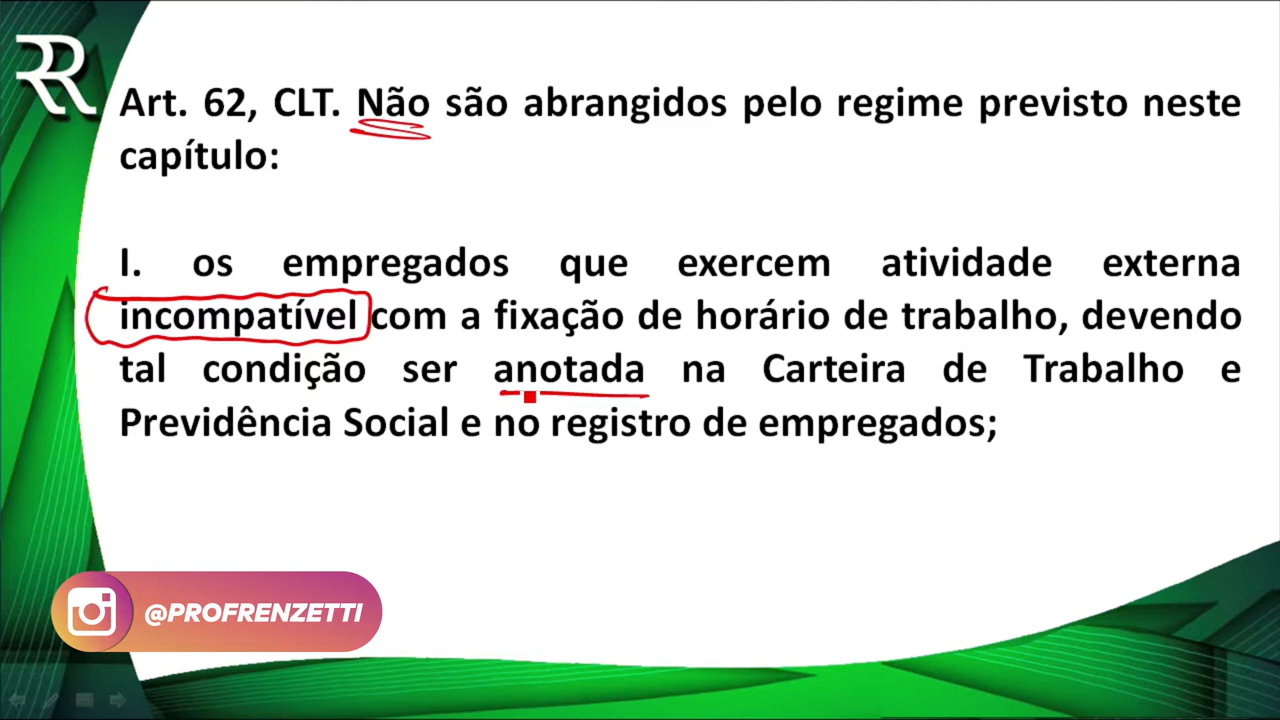 Art. 62, CLT. Não são abrangidos pelo regime previsto neste
capítulo:
I. os empregados que exercem atividade externa
incompatível com a fixação de horário de trabalho, devendo
tal condição ser anotada na Carteira de Trabalho e
Previdência Social e no registro de empregados;
@PROFRENZETTI